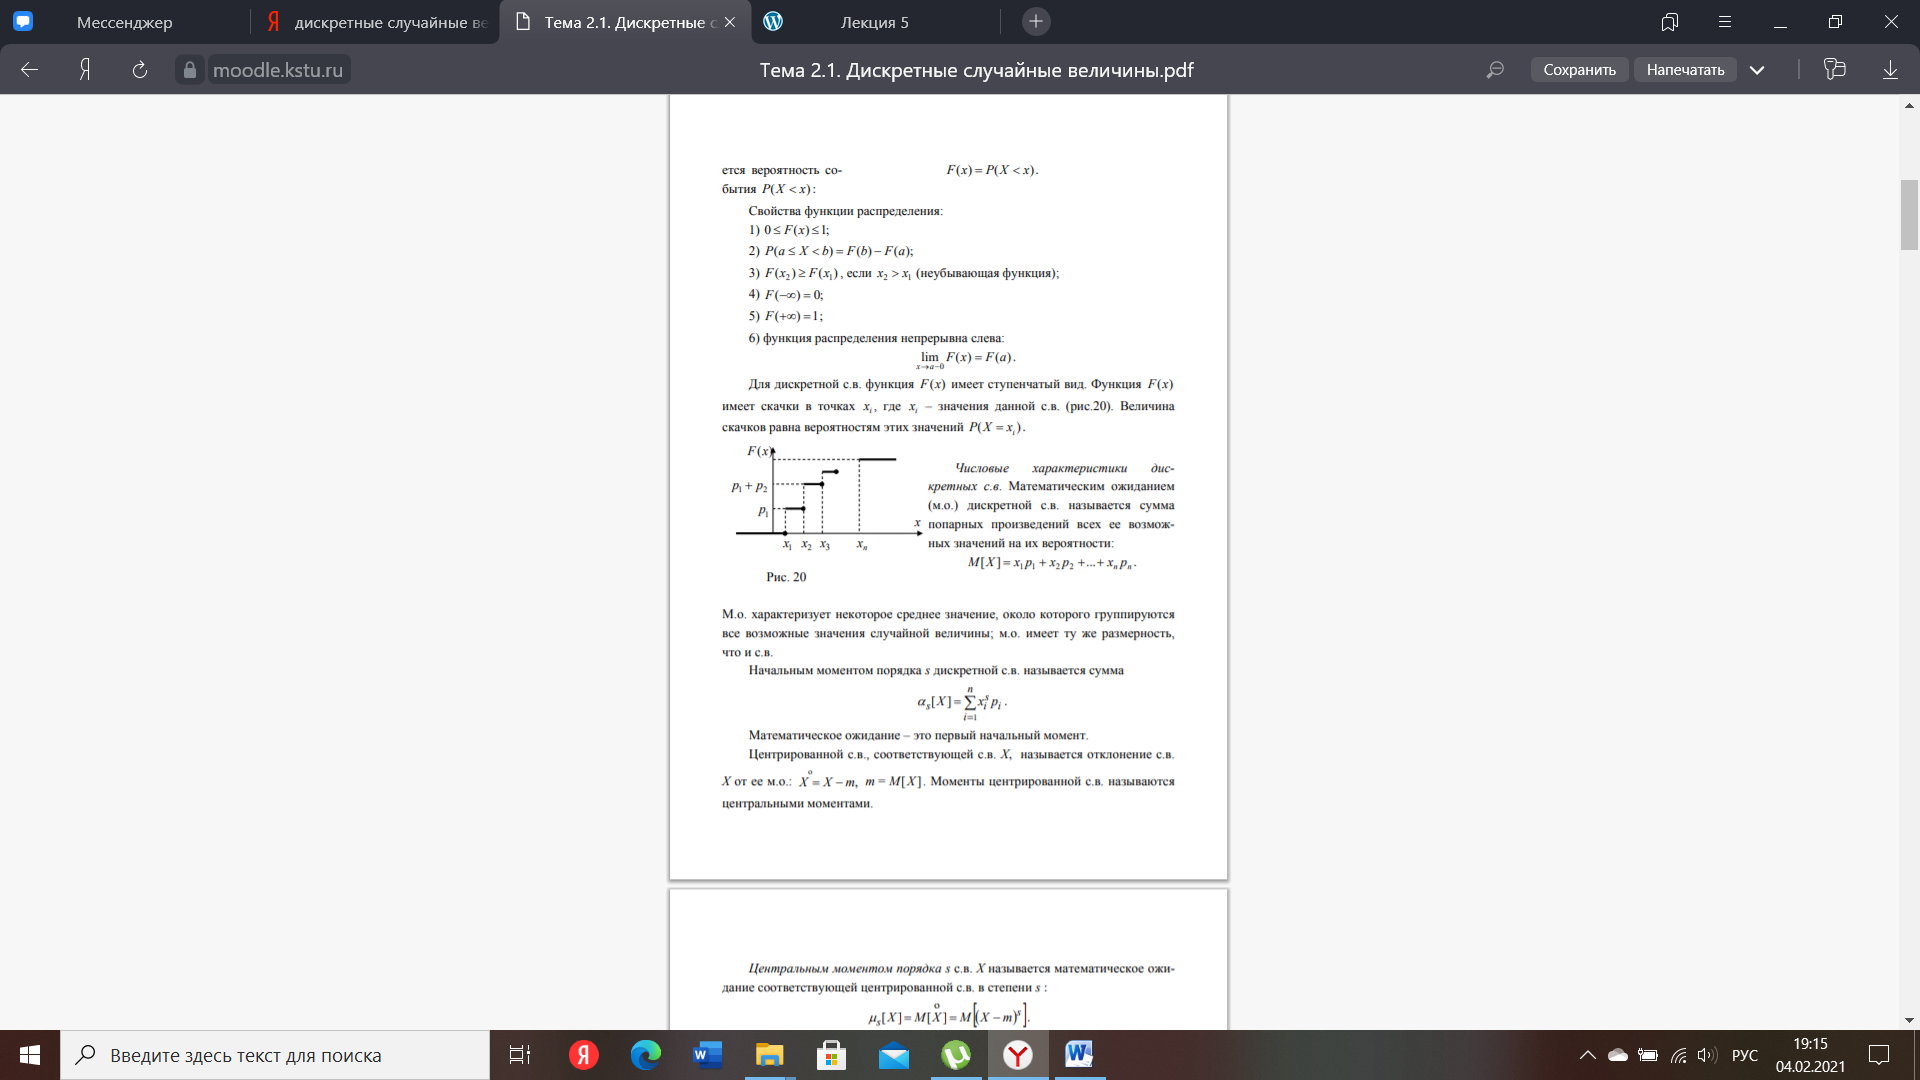 Мессенджер
дискретные случайные ве
Тема 2.1. Дискретные с
Лекция 5
moodle.kstu.ru
Тема 2.1. Дискретные случайные величины.pdf
Сохранить
Напечатать
ется вероятность со-
бытия P(X < x):
F(x) = P(X < x).
Свойства функции распределения:
1) 0 ≤ F(x) ≤ 1;
2) P(a ≤ X < b) = F(b) − F(a);
3) F(x₂) ≥ F(x₁), если x₂ > x₁ (неубывающая функция);
4) F(−∞) = 0;
5) F(+∞) = 1;
6) функция распределения непрерывна слева:
lim F(x) = F(a).
x→a−0
Для дискретной с.в. функция F(x) имеет ступенчатый вид. Функция F(x)
имеет скачки в точках xᵢ, где xᵢ – значения данной с.в. (рис.20). Величина
скачков равна вероятностям этих значений P(X = xᵢ).
F(x)
p₁ + p₂
p₁
x
x₁ x₂ x₃ xₙ
Рис. 20
Числовые характеристики дис-
кретных с.в. Математическим ожиданием
(м.о.) дискретной с.в. называется сумма
попарных произведений всех ее возмож-
ных значений на их вероятности:
M[X] = x₁p₁ + x₂p₂ +...+ xₙpₙ.
М.о. характеризует некоторое среднее значение, около которого группируются
все возможные значения случайной величины; м.о. имеет ту же размерность,
что и с.в.
Начальным моментом порядка s дискретной с.в. называется сумма
αₛ[X] = ∑ⁿᵢ₌₁ xᵢˢ pᵢ.
Математическое ожидание – это первый начальный момент.
Центрированной с.в., соответствующей с.в. X, называется отклонение с.в.
X от ее м.о.: X̊ = X − m, m = M[X]. Моменты центрированной с.в. называются
центральными моментами.
Центральным моментом порядка s с.в. X называется математическое ожи-
дание соответствующей центрированной с.в. в степени s :
μₛ[X] = M[X̊] = M[(X − m)ˢ].
Введите здесь текст для поиска
РУС
19:15
04.02.2021